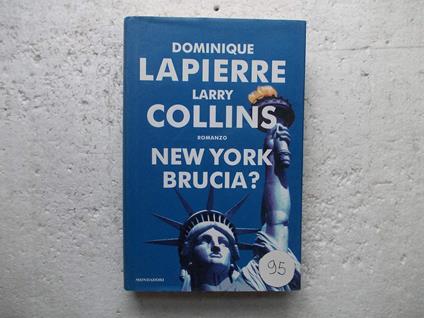 DOMINIQUE
LAPIERRE
LARRY
COLLINS
ROMANZO
NEW YORK
BRUCIA?
95
MONDADORI